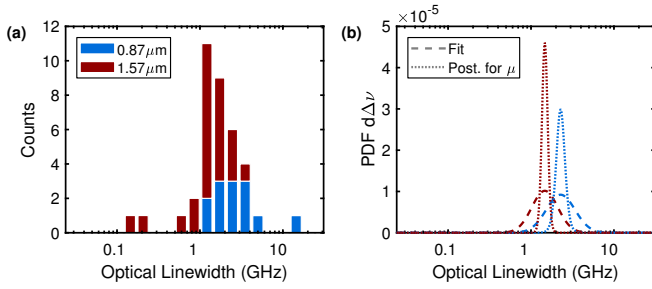 (a)
0.87μm
1.57μm
Counts
12
10
8
6
4
2
0
0.1
1
10
Optical Linewidth (GHz)
(b)
×10⁻⁵
Fit
Post. for μ
PDF dΔν
5
4
3
2
1
0
0.1
1
10
Optical Linewidth (GHz)